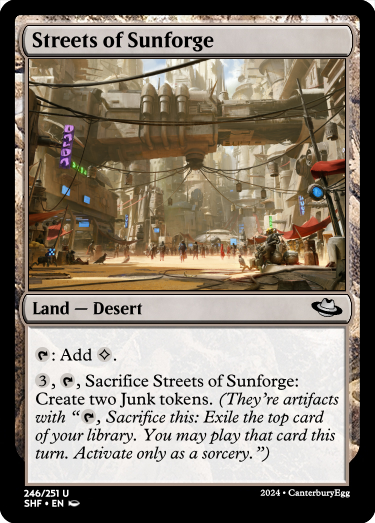 Streets of Sunforge
Land — Desert
: Add .
3, , Sacrifice Streets of Sunforge:
Create two Junk tokens. (They're artifacts
with “, Sacrifice this: Exile the top card
of your library. You may play that card this
turn. Activate only as a sorcery.”)
246/251 U
SHF • EN
2024 • CanterburyEgg